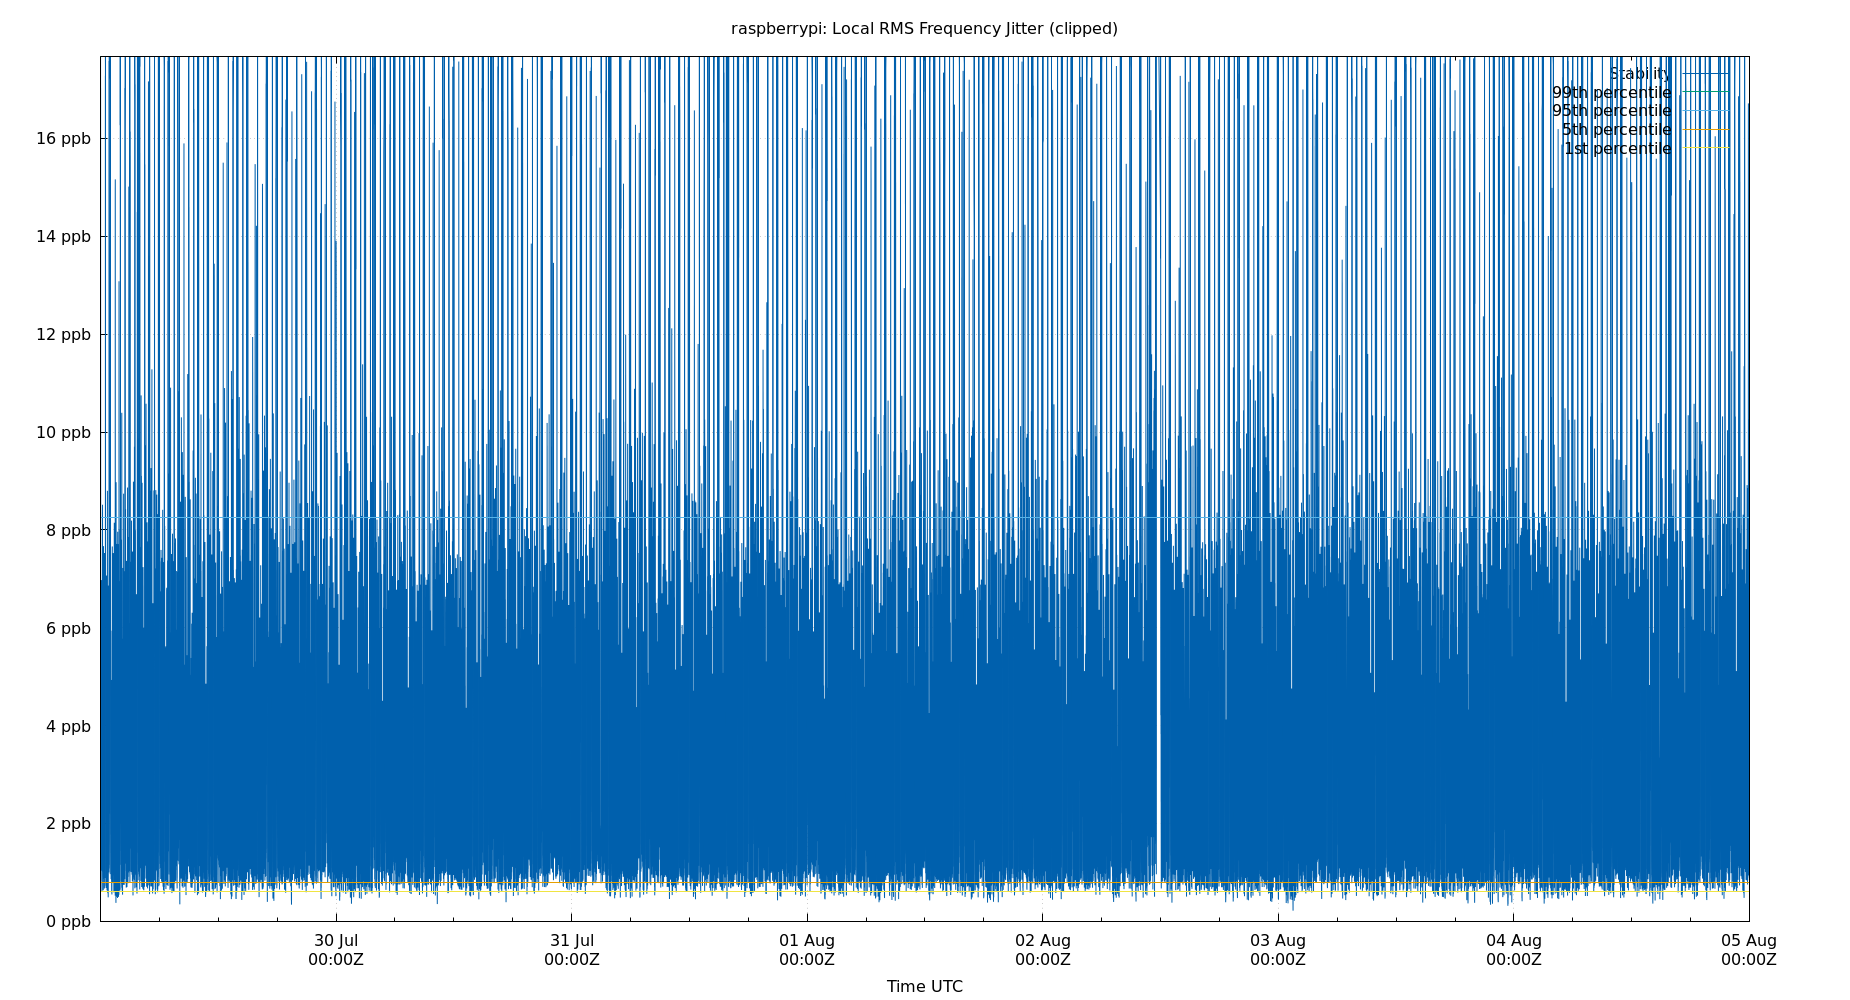 raspberrypi: Local RMS Frequency Jitter (clipped)
Stability
99th percentile
95th percentile
5th percentile
1st percentile
16 ppb
14 ppb
12 ppb
10 ppb
8 ppb
6 ppb
4 ppb
2 ppb
0 ppb
30 Jul
00:00Z
31 Jul
00:00Z
01 Aug
00:00Z
02 Aug
00:00Z
03 Aug
00:00Z
04 Aug
00:00Z
05 Aug
00:00Z
Time UTC